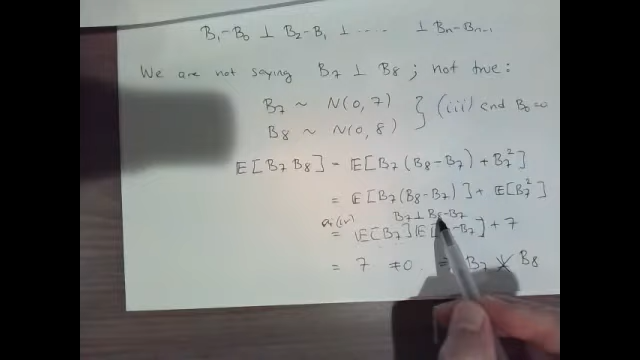 B₁-B₀ ⊥ B₂-B₁ ⊥ ..... ⊥ Bn-Bn-1
We are not saying B₇ ⊥ B₈ ; not true:
B₇ ~ N(0, 7) } (iii) and B₀=0
B₈ ~ N(0, 8)
𝔼[B₇B₈] = 𝔼[B₇(B₈-B₇) + B₇²]
= 𝔼[B₇(B₈-B₇)] + 𝔼[B₇²]
B₇ ⊥ B₈-B₇
= 𝔼[B₇]𝔼[ -B₇] + 7
= 7 ≠0 B₇ ⊥̸ B₈